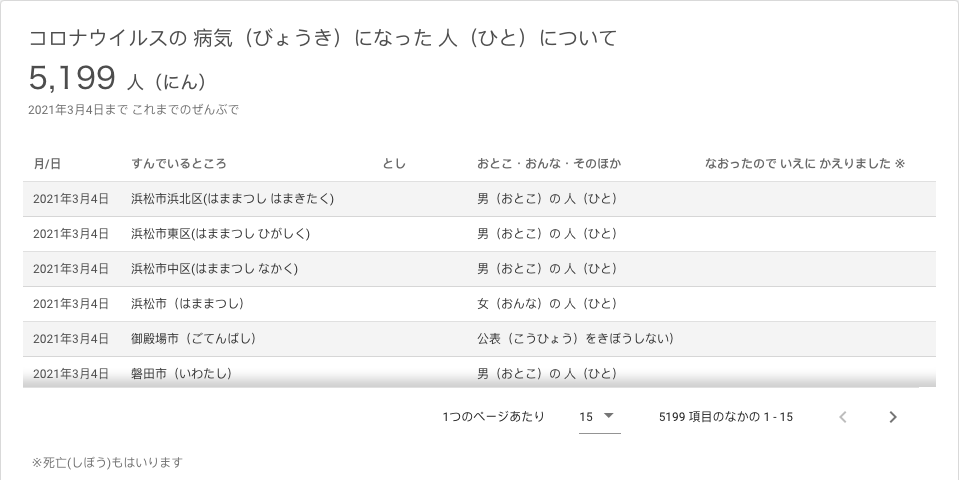 コロナウイルスの 病気（びょうき）になった 人（ひと）について
5,199 人（にん）
2021年3月4日まで これまでのぜんぶで
月/日 すんでいるところ とし おとこ・おんな・そのほか なおったので いえに かえりました ※
2021年3月4日 浜松市浜北区(はままつし はまきたく) 男（おとこ）の 人（ひと）
2021年3月4日 浜松市東区(はままつし ひがしく) 男（おとこ）の 人（ひと）
2021年3月4日 浜松市中区(はままつし なかく) 男（おとこ）の 人（ひと）
2021年3月4日 浜松市（はままつし） 女（おんな）の 人（ひと）
2021年3月4日 御殿場市（ごてんばし） 公表（こうひょう）をきぼうしない）
2021年3月4日 磐田市（いわたし） 男（おとこ）の 人（ひと）
1つのページあたり 15 5199 項目のなかの 1 - 15
※死亡(しぼう)もはいります